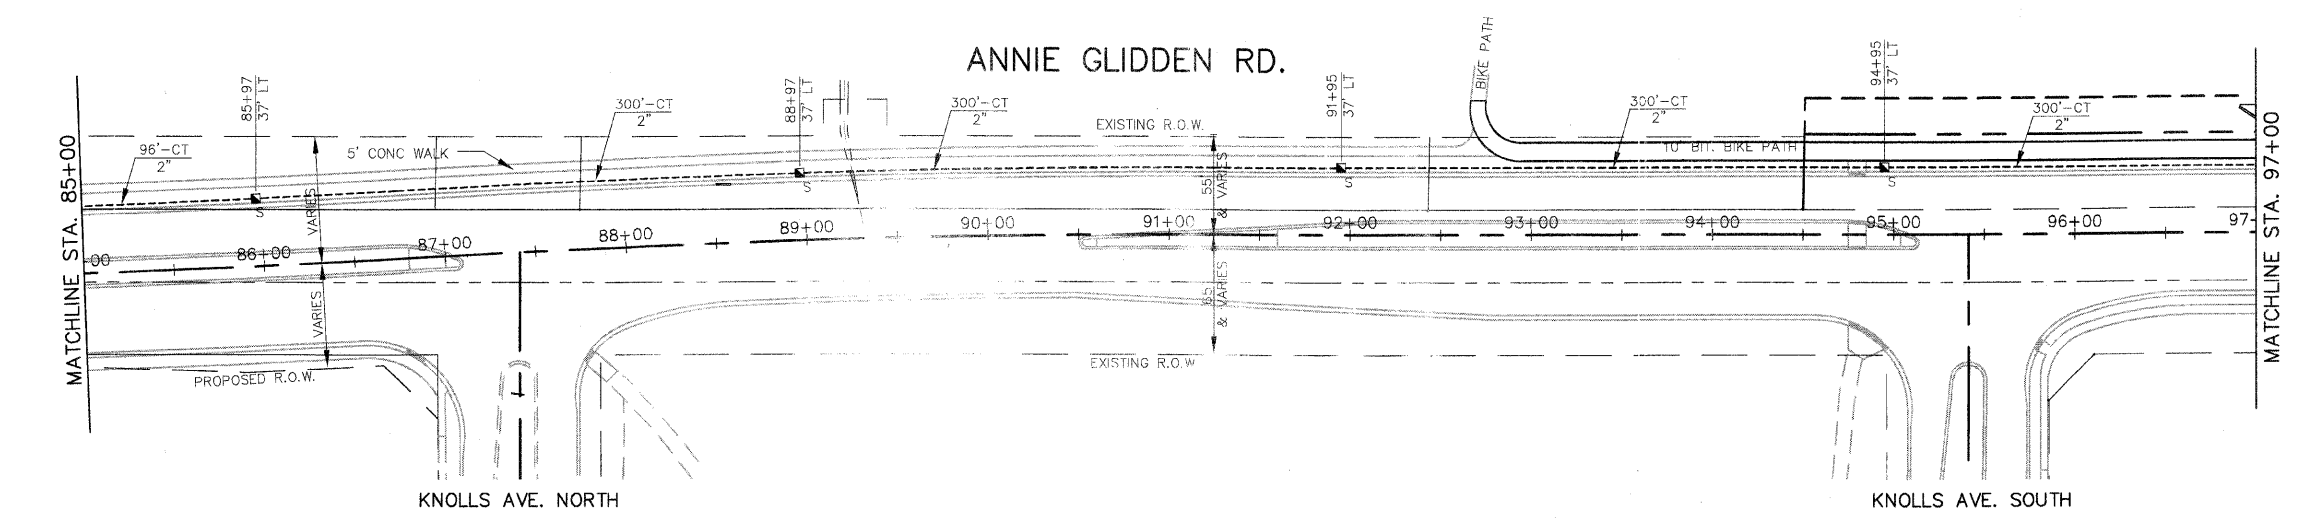 ANNIE GLIDDEN RD.
BIKE PATH
85+97
37' LT
88+97
37' LT
91+95
37' LT
94+95
37' LT
MATCHLINE STA. 85+00
96'-CT
2"
5' CONC WALK
300'-CT
2"
300'-CT
2"
EXISTING R.O.W.
300'-CT
2"
10' BIT. BIKE PATH
300'-CT
2"
MATCHLINE STA. 97+00
S
S
S
S
VARIES
55'
& VARIES
00
86+00
87+00
88+00
89+00
90+00
91+00
92+00
93+00
94+00
95+00
96+00
97
VARIES
65'
& VARIES
PROPOSED R.O.W.
EXISTING R.O.W
KNOLLS AVE. NORTH
KNOLLS AVE. SOUTH